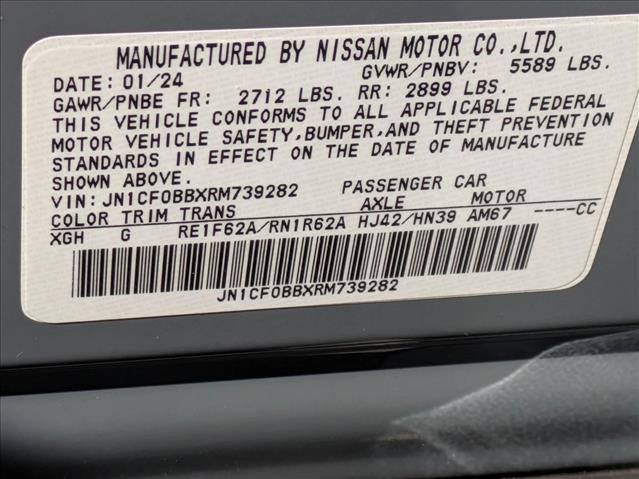 MANUFACTURED BY NISSAN MOTOR CO.,LTD.
DATE: 01/24 GVWR/PNBV: 5589 LBS.
GAWR/PNBE FR: 2712 LBS. RR: 2899 LBS.
THIS VEHICLE CONFORMS TO ALL APPLICABLE FEDERAL
MOTOR VEHICLE SAFETY,BUMPER,AND THEFT PREVENTION
STANDARDS IN EFFECT ON THE DATE OF MANUFACTURE
SHOWN ABOVE.
VIN: JN1CF0BBXRM739282 PASSENGER CAR
COLOR TRIM TRANS AXLE MOTOR
XGH G RE1F62A/RN1R62A HJ42/HN39 AM67 -----CC
JN1CF0BBXRM739282